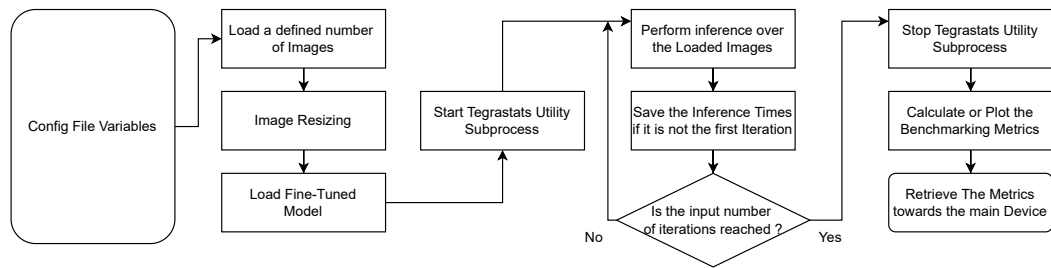 Config File Variables
Load a defined number
of Images
Image Resizing
Load Fine-Tuned
Model
Start Tegrastats Utility
Subprocess
Perform inference over
the Loaded Images
Save the Inference Times
if it is not the first Iteration
Is the input number
of iterations reached ?
No
Yes
Stop Tegrastats Utility
Subprocess
Calculate or Plot the
Benchmarking Metrics
Retrieve The Metrics
towards the main Device